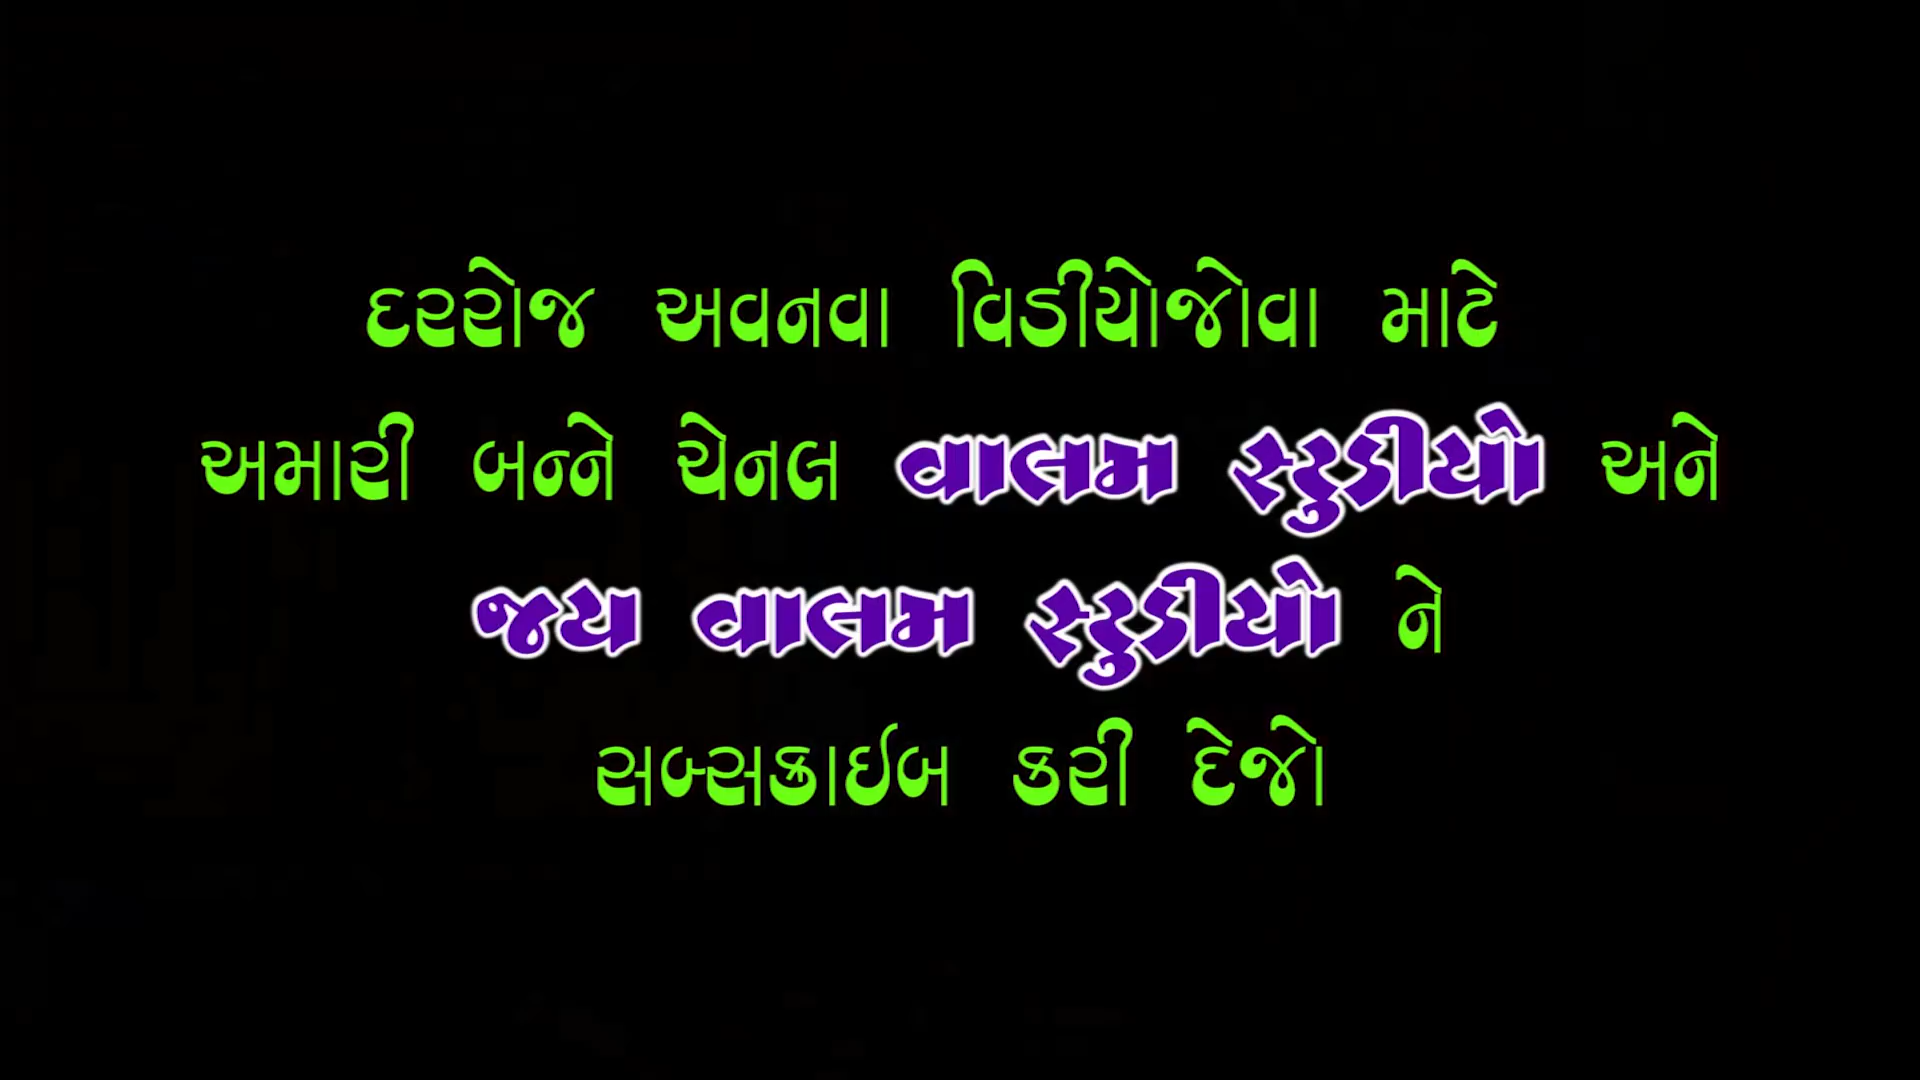 દરરોજ અવનવા વિડીયોજોવા માટે
અમારી બન્ને ચેનલ વાલમ સ્ટુડીયો અને
જય વાલમ સ્ટુડીયો ને
સબ્સક્રાઈબ કરી દેજો